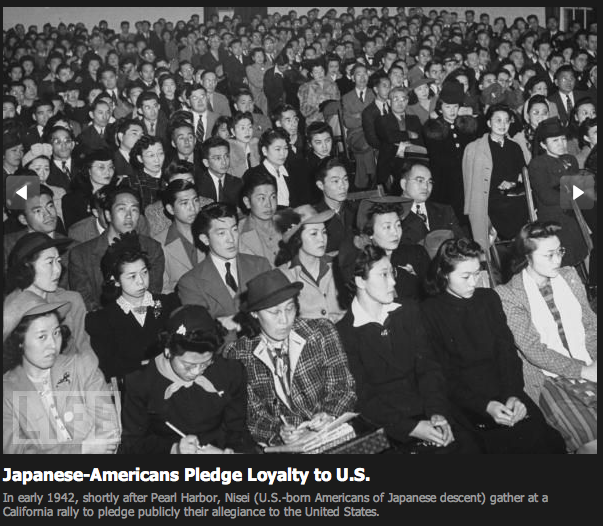 LIFE
Japanese-Americans Pledge Loyalty to U.S.
In early 1942, shortly after Pearl Harbor, Nisei (U.S.-born Americans of Japanese descent) gather at a
California rally to pledge publicly their allegiance to the United States.